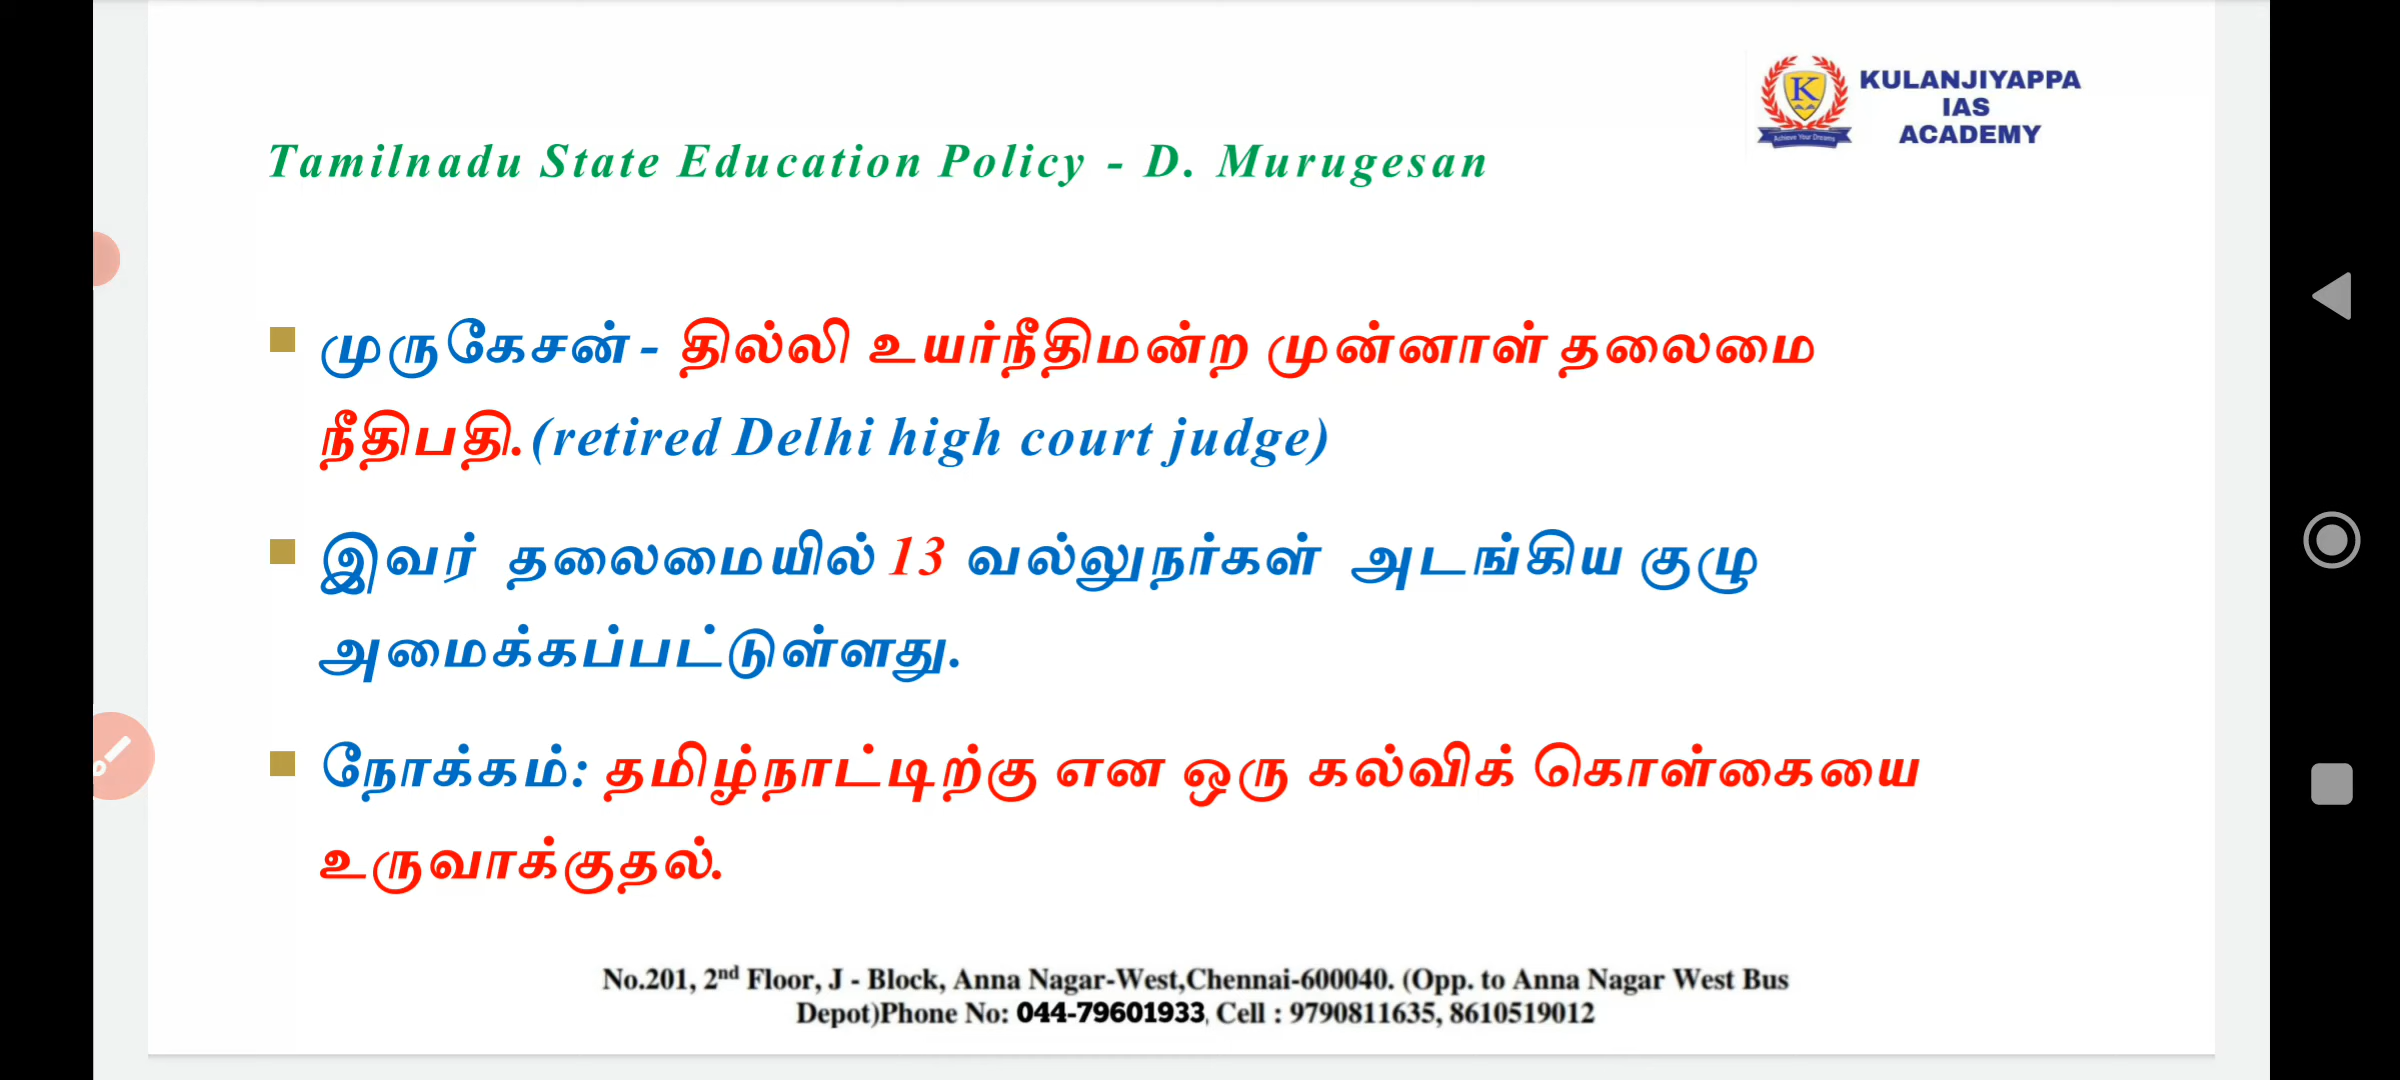 KULANJIYAPPA
IAS
ACADEMY
K
Achieve Your Dreams
Tamilnadu State Education Policy - D. Murugesan
முருகேசன் - தில்லி உயர்நீதிமன்ற முன்னாள் தலைமை
நீதிபதி.(retired Delhi high court judge)
இவர் தலைமையில் 13 வல்லுநர்கள் அடங்கிய குழு
அமைக்கப்பட்டுள்ளது.
நோக்கம்: தமிழ்நாட்டிற்கு என ஒரு கல்விக் கொள்கையை
உருவாக்குதல்.
No.201, 2nd Floor, J - Block, Anna Nagar-West,Chennai-600040. (Opp. to Anna Nagar West Bus
Depot)Phone No: 044-79601933, Cell : 9790811635, 8610519012